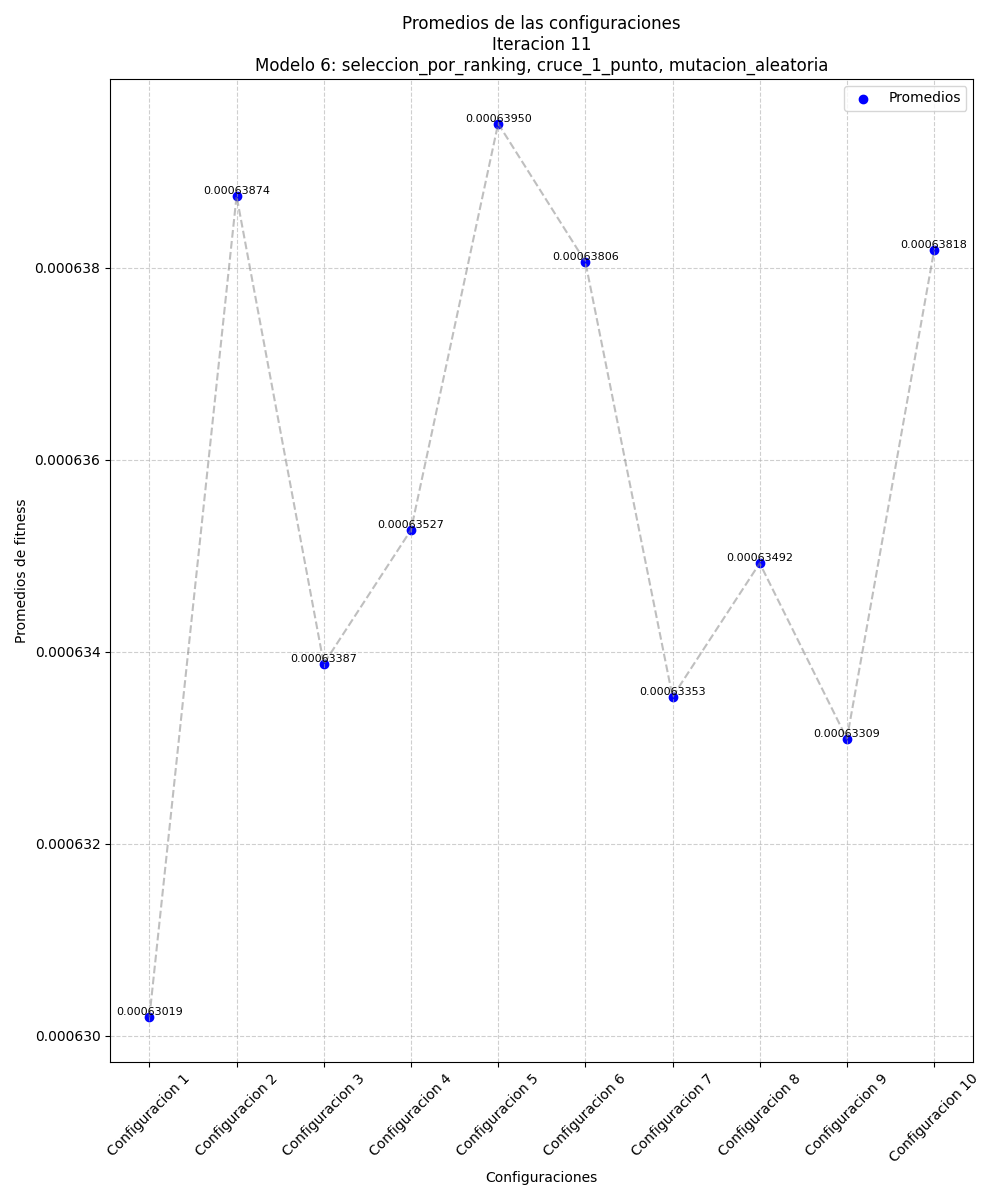 Promedios de las configuraciones
Iteracion 11
Modelo 6: seleccion_por_ranking, cruce_1_punto, mutacion_aleatoria
Promedios
0.00063950
0.00063874
0.00063818
0.00063806
0.00063527
0.00063492
0.00063387
0.00063353
0.00063309
0.00063019
0.000638
0.000636
0.000634
0.000632
0.000630
Promedios de fitness
Configuracion 1
Configuracion 2
Configuracion 3
Configuracion 4
Configuracion 5
Configuracion 6
Configuracion 7
Configuracion 8
Configuracion 9
Configuracion 10
Configuraciones